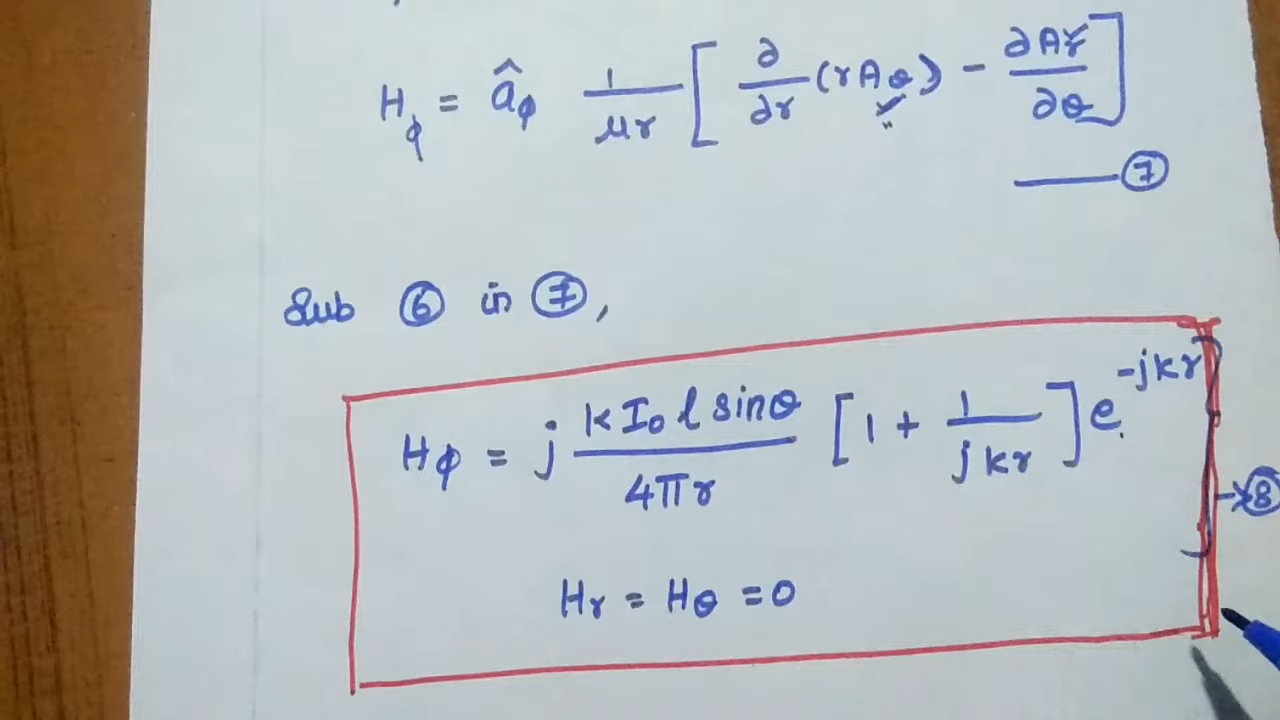 Hϕ = âϕ 1/μr [ ∂/∂r (rAθ) - ∂Ar/∂θ ]
⑦
Sub ⑥ in ⑦,
Hϕ = j kI₀ l sinθ / 4πr [ 1 + 1/jkr ] e^-jkr
→⑧
Hr = Hθ = 0